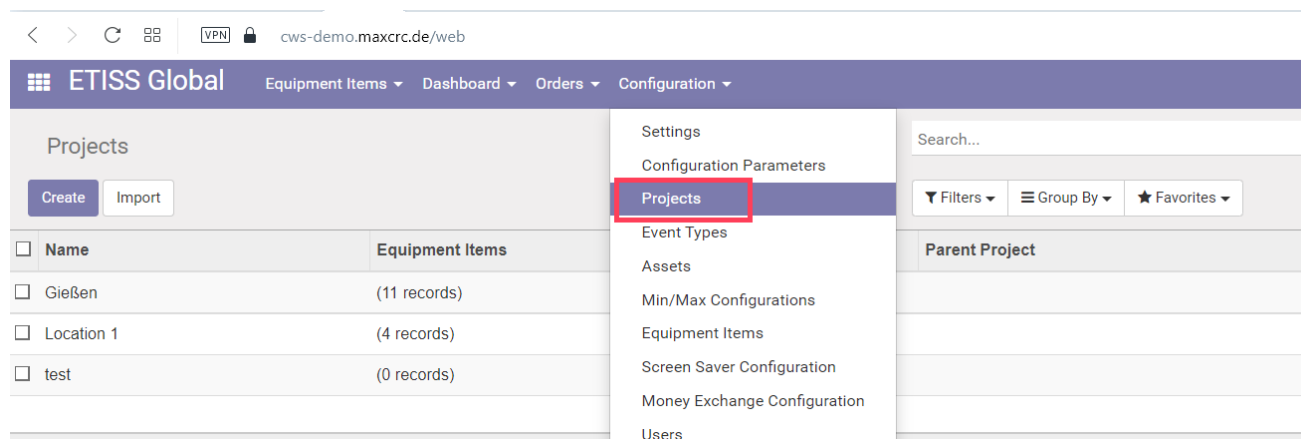 VPN cws-demo.maxcrc.de/web
ETISS Global Equipment Items Dashboard Orders Configuration
Projects
Create Import
Settings
Configuration Parameters
Projects
Event Types
Assets
Min/Max Configurations
Equipment Items
Screen Saver Configuration
Money Exchange Configuration
Users
Search...
Filters Group By Favorites
Name Equipment Items Parent Project
Gießen (11 records)
Location 1 (4 records)
test (0 records)